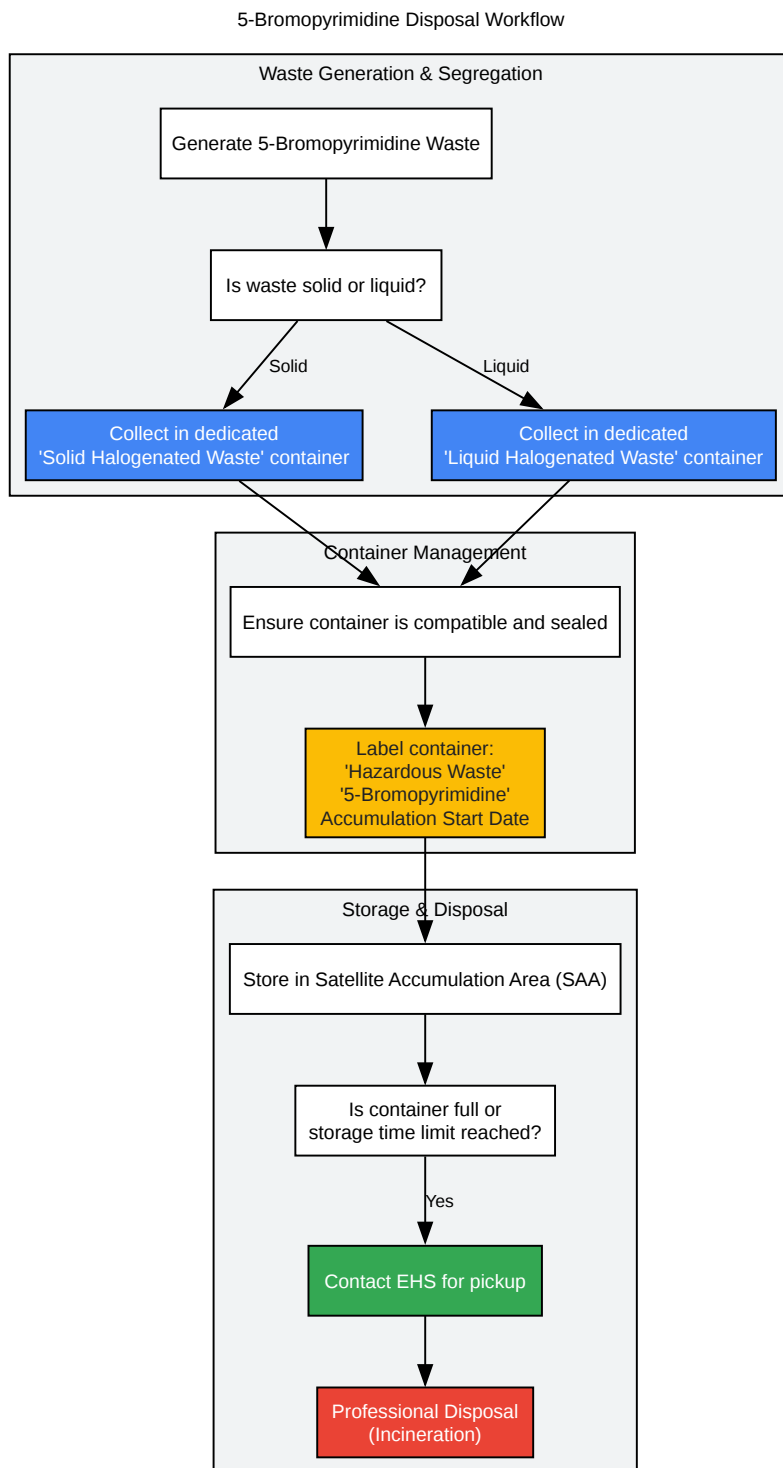 5-Bromopyrimidine Disposal Workflow
Waste Generation & Segregation
Generate 5-Bromopyrimidine Waste
Is waste solid or liquid?
Solid
Liquid
Collect in dedicated
'Solid Halogenated Waste' container
Collect in dedicated
'Liquid Halogenated Waste' container
Container Management
Ensure container is compatible and sealed
Label container:
'Hazardous Waste'
'5-Bromopyrimidine'
Accumulation Start Date
Storage & Disposal
Store in Satellite Accumulation Area (SAA)
Is container full or
storage time limit reached?
Yes
Contact EHS for pickup
Professional Disposal
(Incineration)